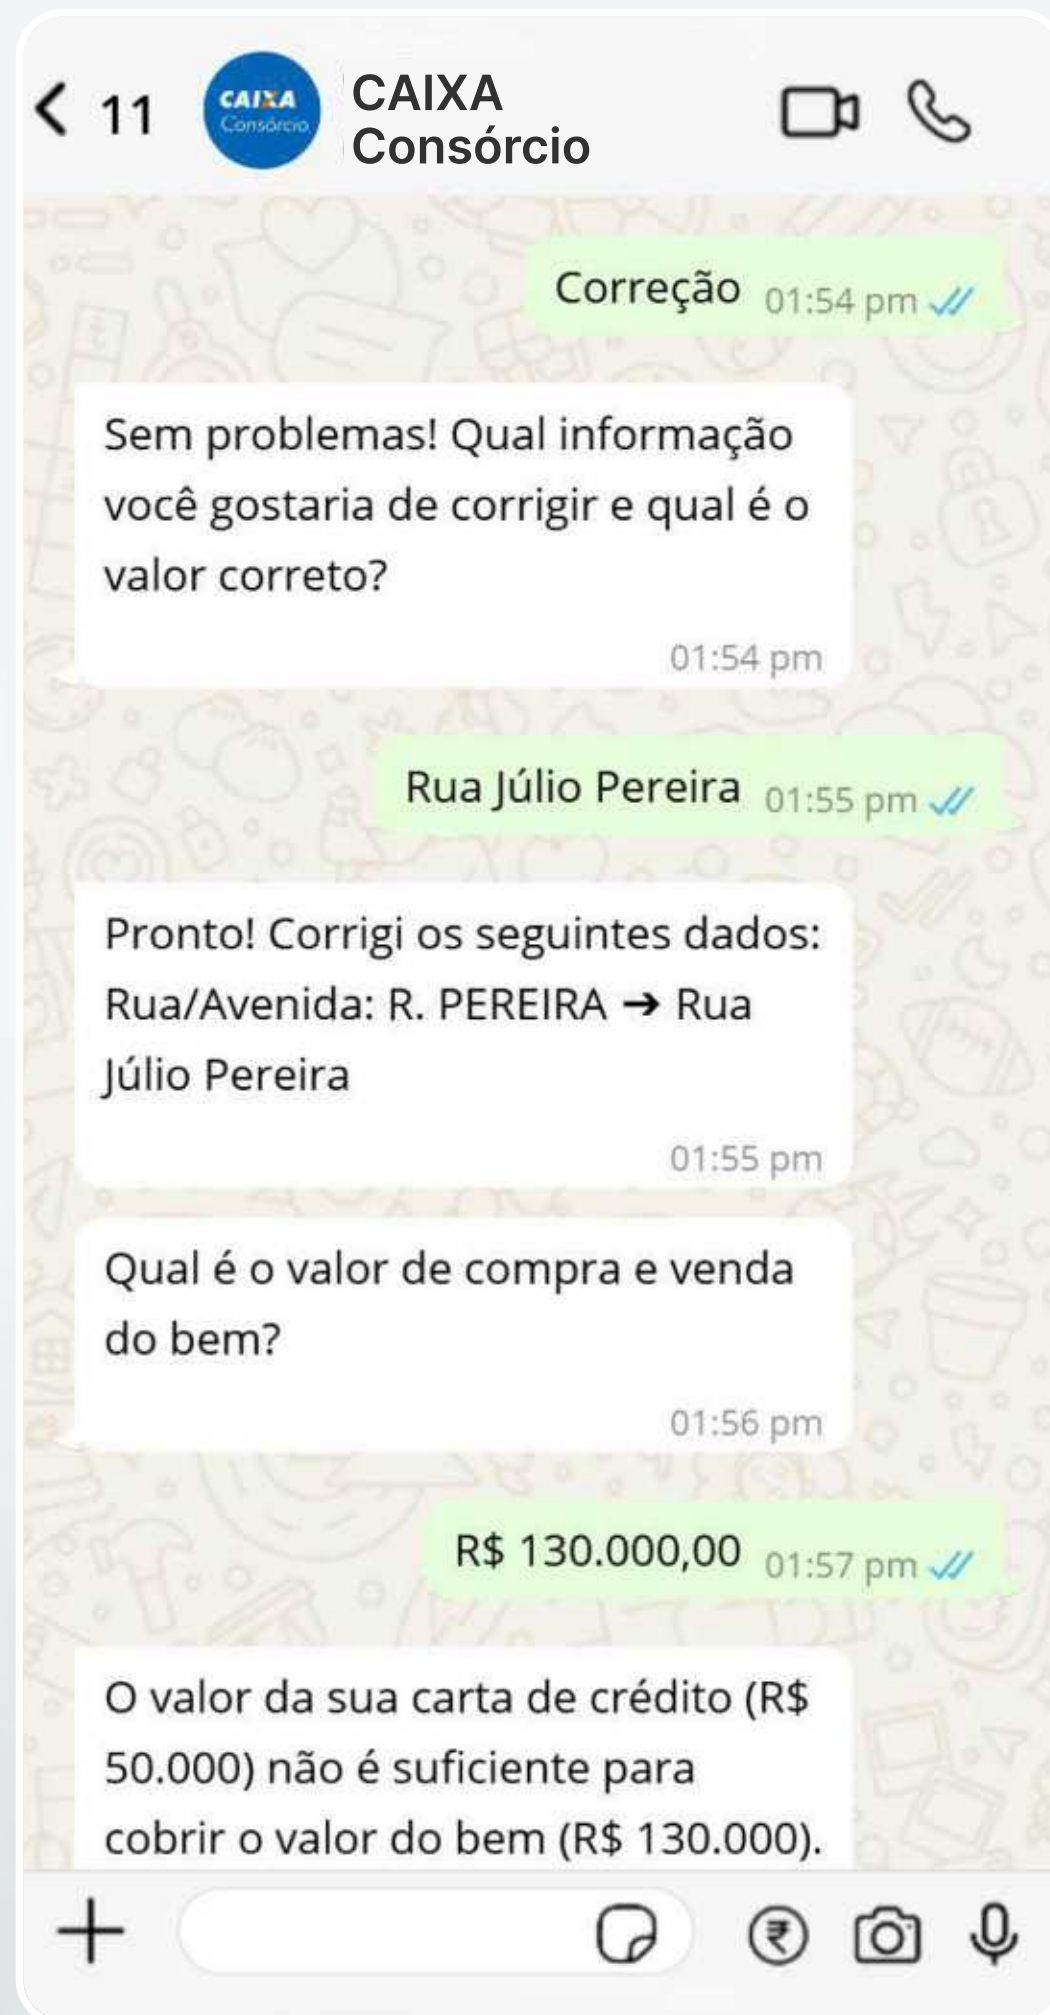 11
CAIXA
Consórcio
CAIXA
Consórcio
Correção 01:54 pm
Sem problemas! Qual informação
você gostaria de corrigir e qual é o
valor correto?
01:54 pm
Rua Júlio Pereira 01:55 pm
Pronto! Corrigi os seguintes dados:
Rua/Avenida: R. PEREIRA → Rua
Júlio Pereira
01:55 pm
Qual é o valor de compra e venda
do bem?
01:56 pm
R$ 130.000,00 01:57 pm
O valor da sua carta de crédito (R$
50.000) não é suficiente para
cobrir o valor do bem (R$ 130.000).
₹